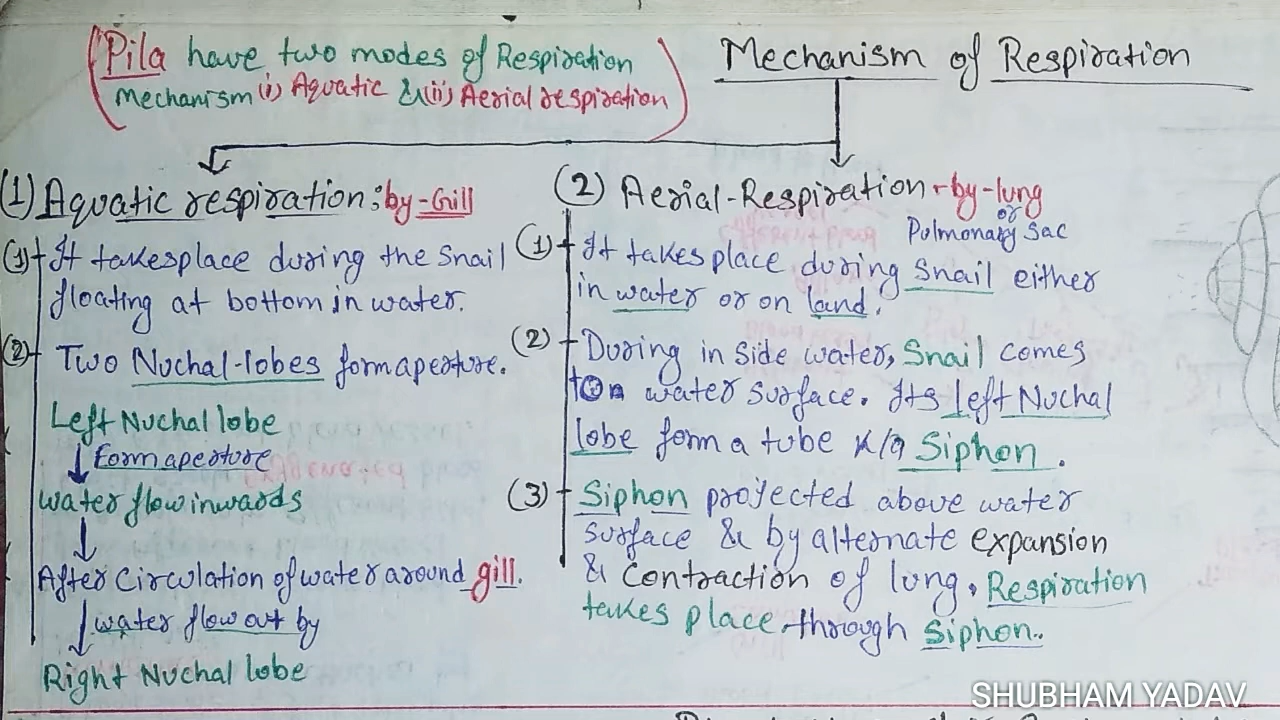 Pila have two modes of Respiration
Mechanism (i) Aquatic & (ii) Aerial respiration
Mechanism of Respiration
(1) Aquatic respiration: by-Gill
(1) It takesplace during the Snail
floating at bottom in water.
(2) Two Nuchal-lobes form aperture.
Left Nuchal lobe
Form aperture
Water flow inwards
After Circulation of water around gill.
water flow out by
Right Nuchal lobe
(2) Aerial-Respiration - by-lung
or
Pulmonary Sac
(1) It takes place during Snail either
in water or on land.
(2) During in side water, Snail comes
on water surface. Its Left Nuchal
lobe form a tube k/a Siphon.
(3) Siphon projected above water
surface & by alternate expansion
& Contraction of lung. Respiration
takes place through Siphon.
SHUBHAM YADAV